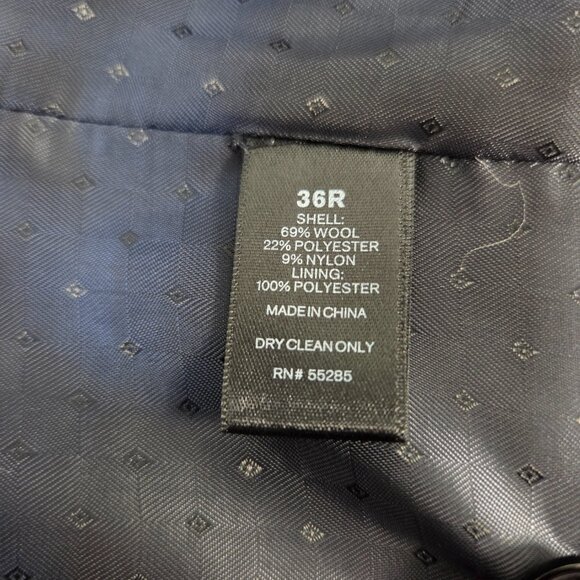 36R
SHELL:
69% WOOL
22% POLYESTER
9% NYLON
LINING:
100% POLYESTER
MADE IN CHINA
DRY CLEAN ONLY
RN# 55285